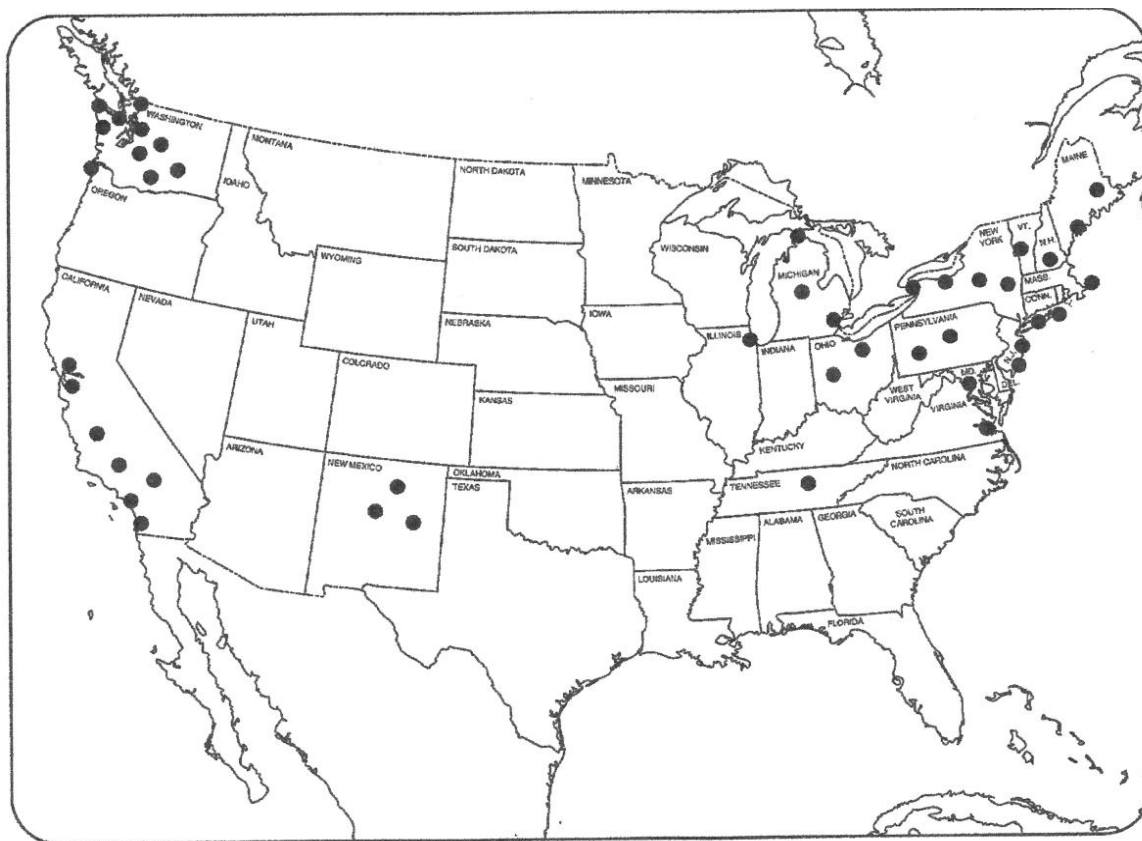 WASHINGTON
MONTANA
NORTH DAKOTA
MINNESOTA
MAINE
IDAHO
OREGON
VT.
NEW
YORK
N.H.
WISCONSIN
SOUTH DAKOTA
WYOMING
MICHIGAN
MASS.
CALIFORNIA
NEVADA
CONN.
IOWA
NEBRASKA
UTAH
ILLINOIS
PENNSYLVANIA
INDIANA
OHIO
N.J.
COLORADO
MD.
DEL.
MISSOURI
WEST
VIRGINIA
VIRGINIA
KANSAS
KENTUCKY
ARIZONA
NEW MEXICO
OKLAHOMA
NORTH CAROLINA
TEXAS
ARKANSAS
TENNESSEE
SOUTH
CAROLINA
MISSISSIPPI
ALABAMA
GEORGIA
LOUISIANA
FLORIDA